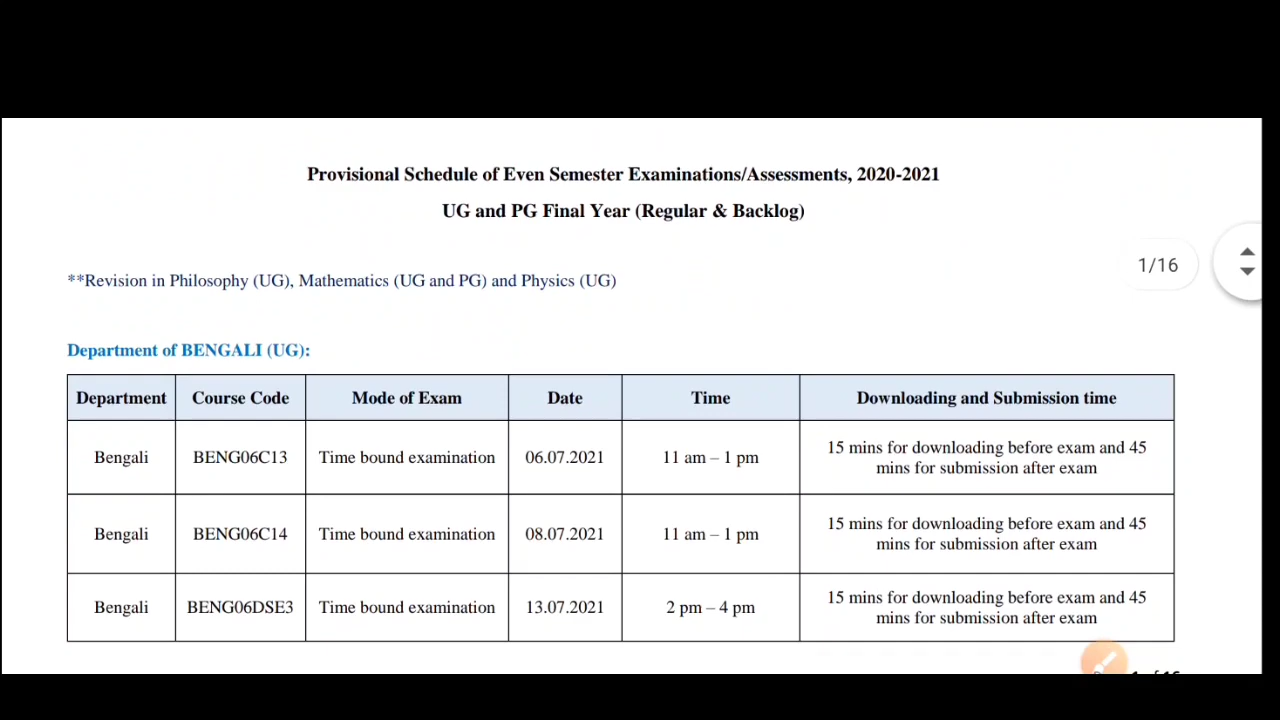 Provisional Schedule of Even Semester Examinations/Assessments, 2020-2021
UG and PG Final Year (Regular & Backlog)
1/16
**Revision in Philosophy (UG), Mathematics (UG and PG) and Physics (UG)
Department of BENGALI (UG):
Department Course Code Mode of Exam Date Time Downloading and Submission time
Bengali BENG06C13 Time bound examination 06.07.2021 11 am – 1 pm 15 mins for downloading before exam and 45
mins for submission after exam
Bengali BENG06C14 Time bound examination 08.07.2021 11 am – 1 pm 15 mins for downloading before exam and 45
mins for submission after exam
Bengali BENG06DSE3 Time bound examination 13.07.2021 2 pm – 4 pm 15 mins for downloading before exam and 45
mins for submission after exam